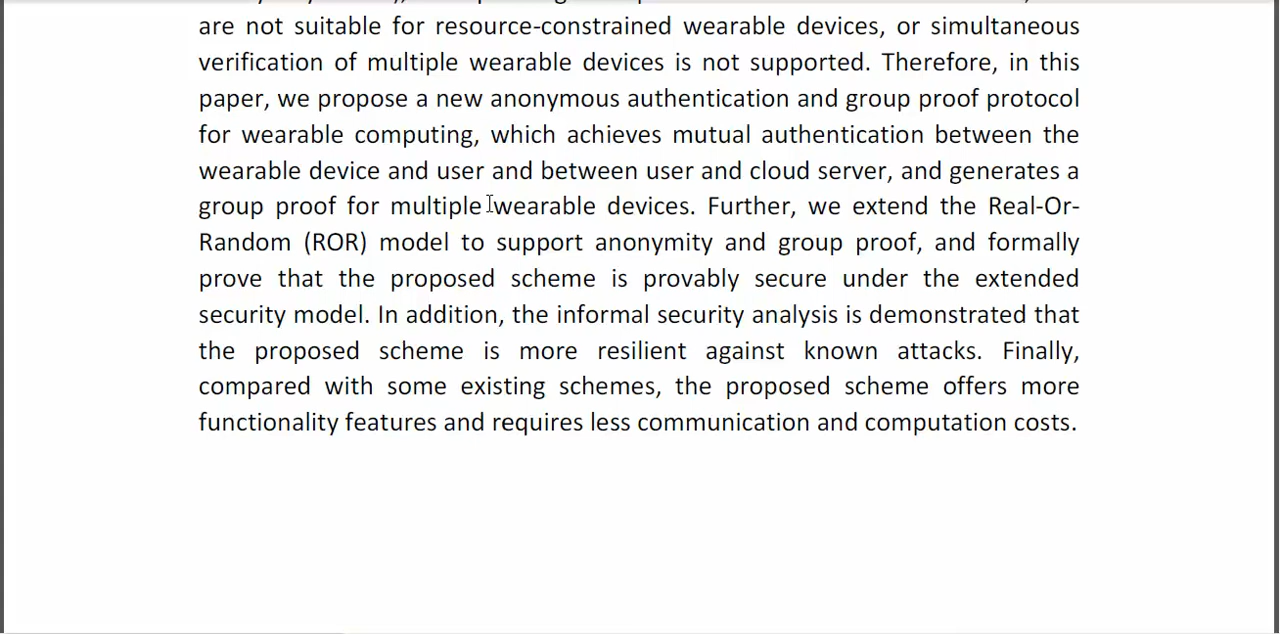 are not suitable for resource-constrained wearable devices, or simultaneous
verification of multiple wearable devices is not supported. Therefore, in this
paper, we propose a new anonymous authentication and group proof protocol
for wearable computing, which achieves mutual authentication between the
wearable device and user and between user and cloud server, and generates a
group proof for multiple wearable devices. Further, we extend the Real-Or-
Random (ROR) model to support anonymity and group proof, and formally
prove that the proposed scheme is provably secure under the extended
security model. In addition, the informal security analysis is demonstrated that
the proposed scheme is more resilient against known attacks. Finally,
compared with some existing schemes, the proposed scheme offers more
functionality features and requires less communication and computation costs.